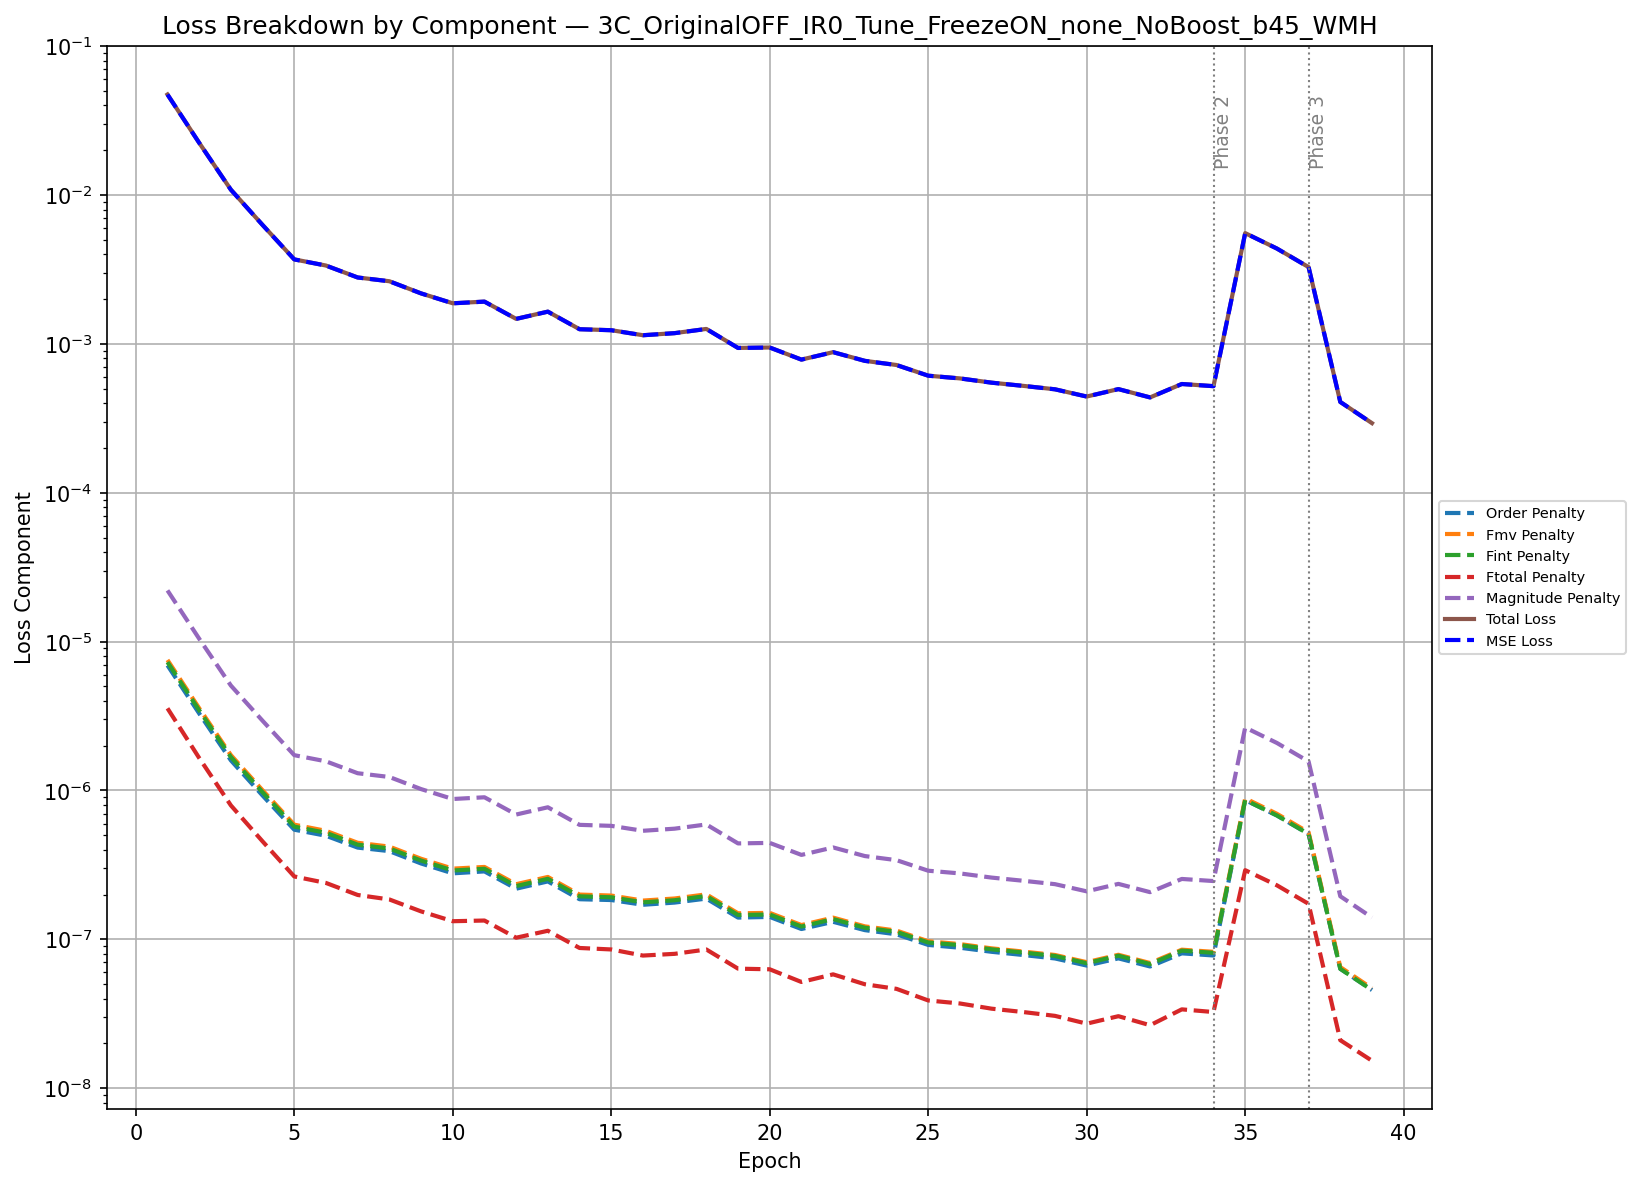 Loss Breakdown by Component — 3C_OriginalOFF_IR0_Tune_FreezeON_none_NoBoost_b45_WMH
Loss Component
10⁻¹
10⁻²
10⁻³
10⁻⁴
10⁻⁵
10⁻⁶
10⁻⁷
10⁻⁸
Phase 2
Phase 3
Order Penalty
Fmv Penalty
Fint Penalty
Ftotal Penalty
Magnitude Penalty
Total Loss
MSE Loss
0 5 10 15 20 25 30 35 40
Epoch